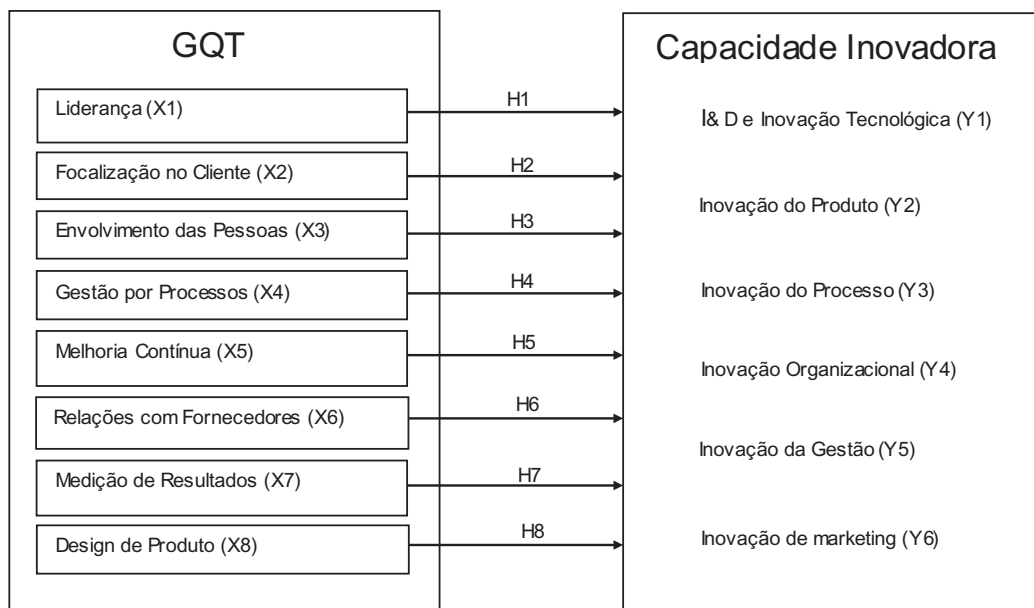 GQT
Liderança (X1)
Focalização no Cliente (X2)
Envolvimento das Pessoas (X3)
Gestão por Processos (X4)
Melhoria Contínua (X5)
Relações com Fornecedores (X6)
Medição de Resultados (X7)
Design de Produto (X8)
H1
H2
H3
H4
H5
H6
H7
H8
Capacidade Inovadora
I& D e Inovação Tecnológica (Y1)
Inovação do Produto (Y2)
Inovação do Processo (Y3)
Inovação Organizacional (Y4)
Inovação da Gestão (Y5)
Inovação de marketing (Y6)